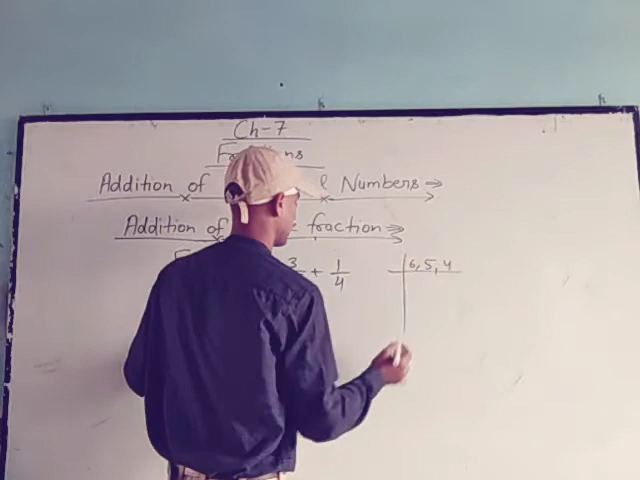 Ch-7
Addition of Numbers →
Addition of fraction →
3 + 1/4
6, 5, 4